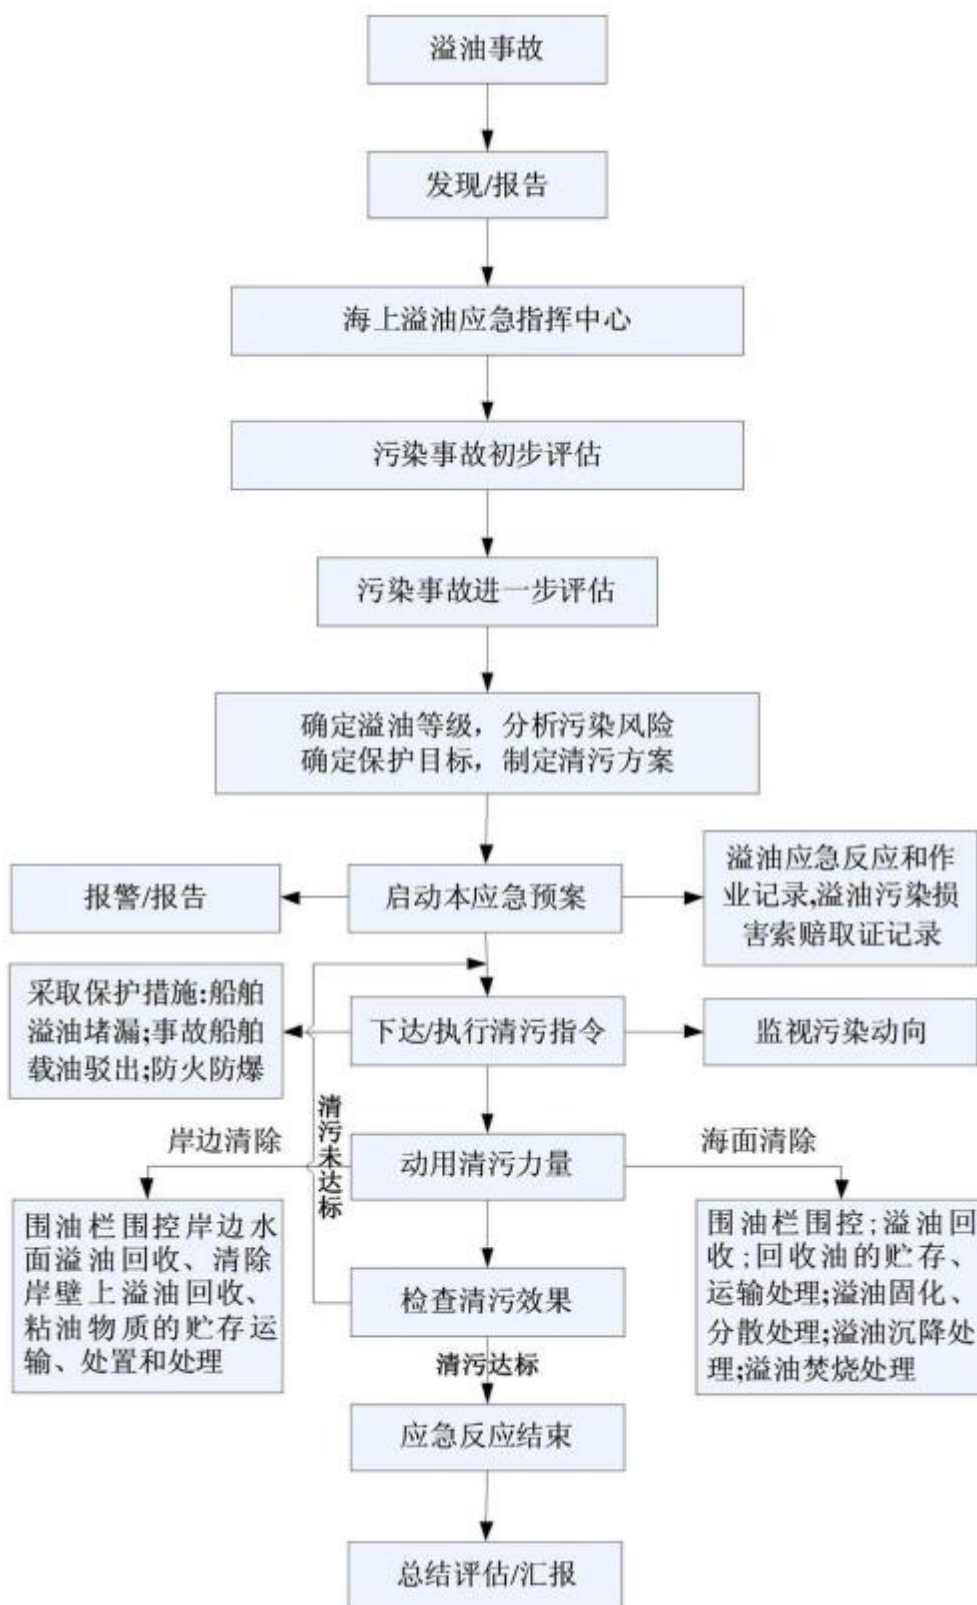 溢油事故
发现/报告
海上溢油应急指挥中心
污染事故初步评估
污染事故进一步评估
确定溢油等级，分析污染风险
确定保护目标，制定清污方案
报警/报告
启动本应急预案
溢油应急反应和作
业记录,溢油污染损
害索赔取证记录
采取保护措施:船舶
溢油堵漏;事故船舶
载油驳出;防火防爆
下达/执行清污指令
监视污染动向
清污未达标
岸边清除
动用清污力量
海面清除
围油栏围控岸边水
面溢油回收、清除
岸壁上溢油回收、
粘油物质的贮存运
输、处置和处理
围油栏围控;溢油回
收;回收油的贮存、
运输处理;溢油固化、
分散处理;溢油沉降处
理;溢油焚烧处理
检查清污效果
清污达标
应急反应结束
总结评估/汇报